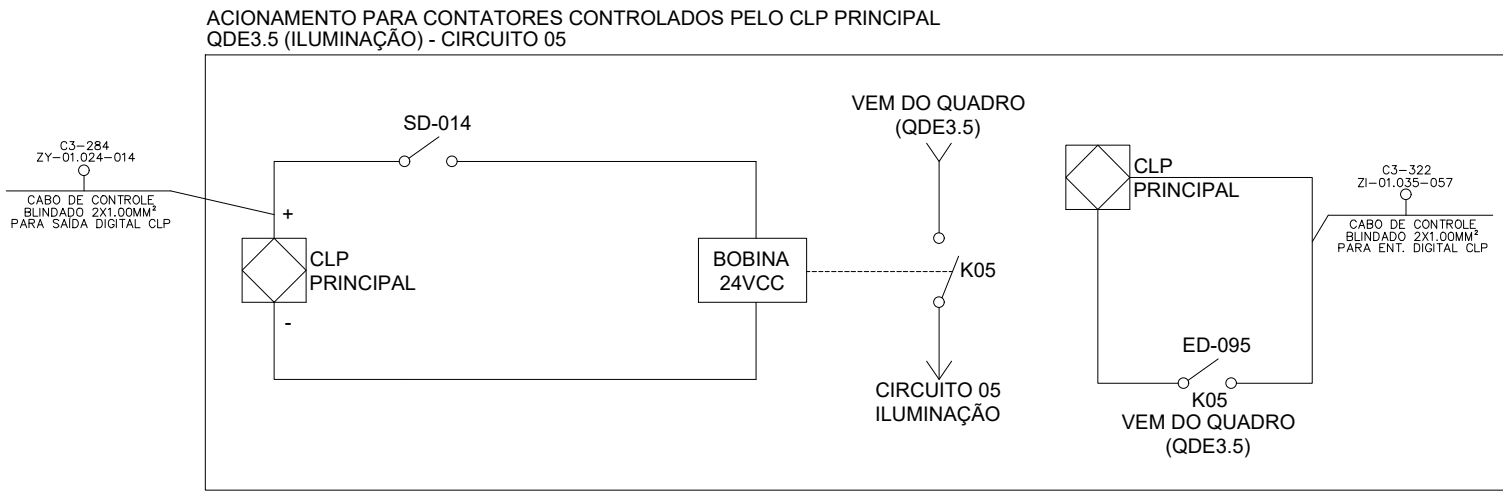 ACIONAMENTO PARA CONTATORES CONTROLADOS PELO CLP PRINCIPAL
QDE3.5 (ILUMINAÇÃO) - CIRCUITO 05
C3-284
ZY-01.024-014
CABO DE CONTROLE
BLINDADO 2X1.00MM²
PARA SAÍDA DIGITAL CLP
SD-014
+
CLP
PRINCIPAL
-
BOBINA
24VCC
VEM DO QUADRO
(QDE3.5)
K05
CIRCUITO 05
ILUMINAÇÃO
CLP
PRINCIPAL
ED-095
K05
VEM DO QUADRO
(QDE3.5)
C3-322
ZI-01.035-057
CABO DE CONTROLE
BLINDADO 2X1.00MM²
PARA ENT. DIGITAL CLP